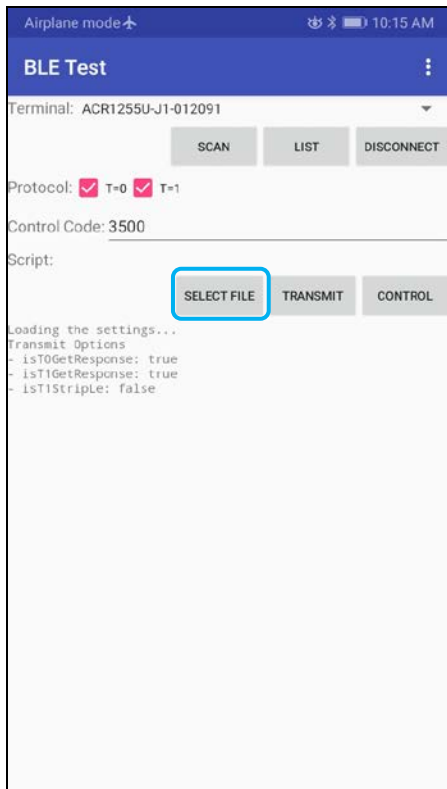 Airplane mode 10:15 AM
BLE Test
Terminal: ACR1255U-J1-012091
SCAN LIST DISCONNECT
Protocol: T=0 T=1
Control Code: 3500
Script:
SELECT FILE TRANSMIT CONTROL
Loading the settings...
Transmit Options
- isT0GetResponse: true
- isT1GetResponse: true
- isT1StripLe: false